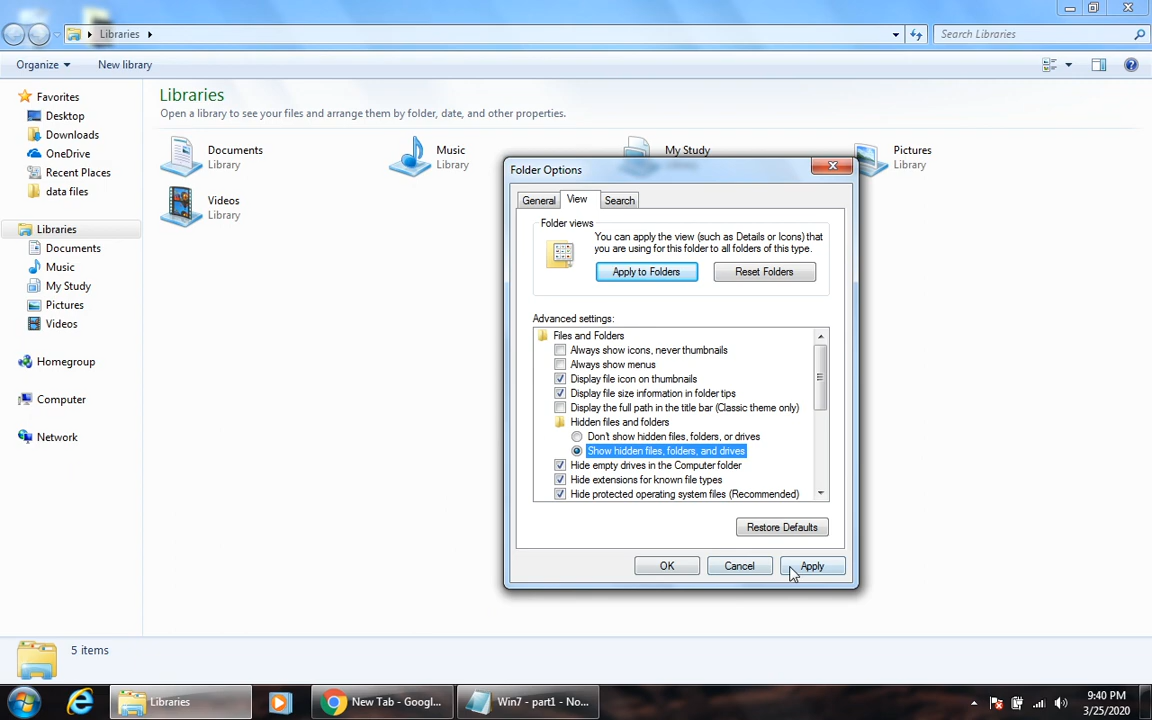 Libraries
Search Libraries
Organize
New library
Favorites
Desktop
Downloads
OneDrive
Recent Places
data files
Libraries
Documents
Music
My Study
Pictures
Videos
Homegroup
Computer
Network
Libraries
Open a library to see your files and arrange them by folder, date, and other properties.
Documents
Library
Music
Library
My Study
Pictures
Library
Videos
Library
Folder Options
General
View
Search
Folder views
You can apply the view (such as Details or Icons) that
you are using for this folder to all folders of this type.
Apply to Folders
Reset Folders
Advanced settings:
Files and Folders
Always show icons, never thumbnails
Always show menus
Display file icon on thumbnails
Display file size information in folder tips
Display the full path in the title bar (Classic theme only)
Hidden files and folders
Don't show hidden files, folders, or drives
Show hidden files, folders, and drives
Hide empty drives in the Computer folder
Hide extensions for known file types
Hide protected operating system files (Recommended)
Restore Defaults
OK
Cancel
Apply
5 items
Libraries
New Tab - Googl...
Win7 - part1 - No...
9:40 PM
3/25/2020